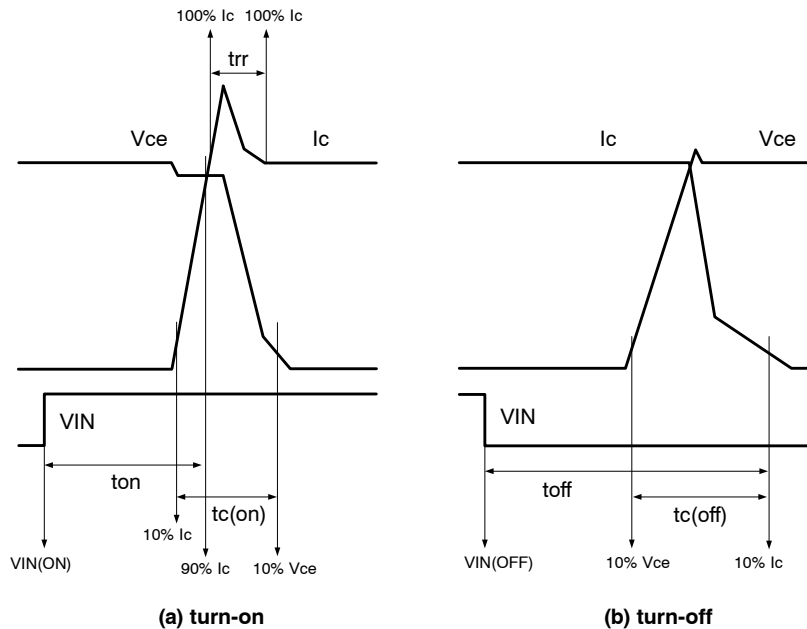 100% Ic 100% Ic
trr
Vce Ic
Ic Vce
VIN
ton
10% Ic
tc(on)
VIN(ON)
90% Ic 10% Vce
VIN
toff
tc(off)
VIN(OFF) 10% Vce 10% Ic
(a) turn-on
(b) turn-off